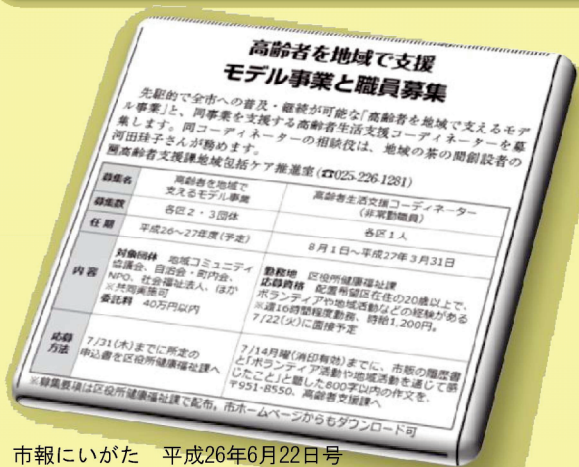 高齢者を地域で支援
モデル事業と職員募集
先駆的で全市への普及・継続が可能な「高齢者を地域で支えるモデ
ル事業」と、同事業を支援する高齢者生活支援コーディネーターを募
集します。同コーディネーターの相談役は、地域の茶の間創設者の
河田珪子さんが務めます。
高齢者支援課地域包括ケア推進室(☎025-226-1281)
募集名 高齢者を地域で 高齢者生活支援コーディネーター
支えるモデル事業 (非常勤職員)
募集数 各区2・3団体 各区1人
任期 平成26~27年度(予定) 8月1日~平成27年3月31日
内容
対象団体 地域コミュニティ
協議会、自治会・町内会、
NPO、社会福祉法人、ほか
※共同実施可
委託料 40万円以内
勤務地 区役所健康福祉課
応募資格 配置希望区在住の20歳以上で、
ボランティアや地域活動などの経験がある
※週16時間程度勤務、時給1,200円。
7/22(火)に面接予定
応募
方法
7/31(木)までに所定の
申込書を区役所健康福祉課へ
7/14月曜(消印有効)までに、市販の履歴書
と「ボランティア活動や地域活動を通じて感
じたこと」と題した800字以内の作文を、
〒951-8550、高齢者支援課へ
※募集要項は区役所健康福祉課で配布。市ホームページからもダウンロード可
市報にいがた 平成26年6月22日号